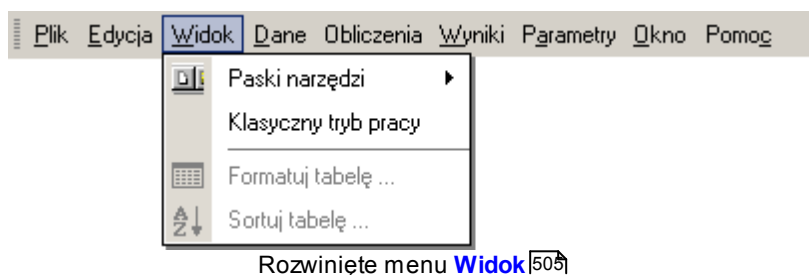 Plik Edycja Widok Dane Obliczenia Wyniki Parametry Okno Pomoc
Paski narzędzi
Klasyczny tryb pracy
Formatuj tabelę ...
Sortuj tabelę ...
Rozwinięte menu Widok 505